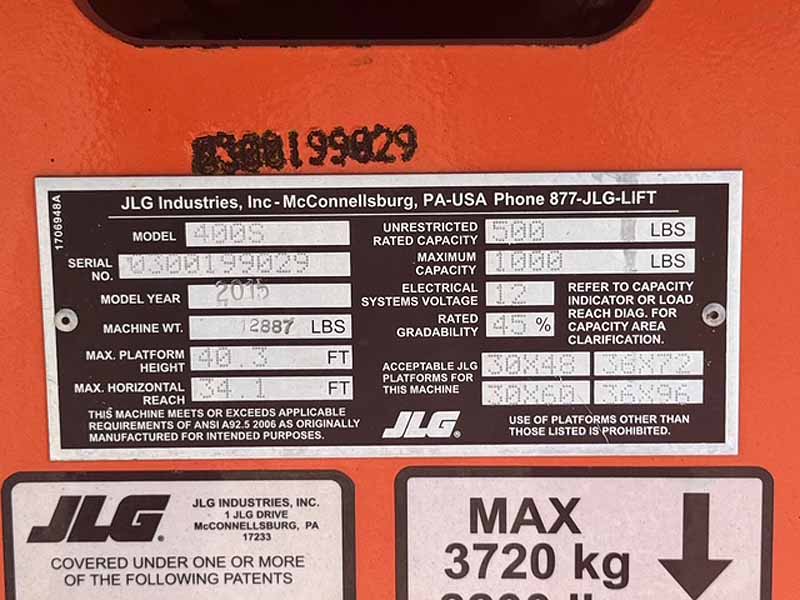 0300199029
JLG Industries, Inc - McConnellsburg, PA-USA Phone 877-JLG-LIFT
1706948A
MODEL 400S
SERIAL NO. 0300199029
MODEL YEAR 2015
MACHINE WT. 12887 LBS
MAX. PLATFORM HEIGHT 40.3 FT
MAX. HORIZONTAL REACH 34.1 FT
THIS MACHINE MEETS OR EXCEEDS APPLICABLE
REQUIREMENTS OF ANSI A92.5 2006 AS ORIGINALLY
MANUFACTURED FOR INTENDED PURPOSES.
UNRESTRICTED
RATED CAPACITY 500 LBS
MAXIMUM
CAPACITY 1000 LBS
ELECTRICAL
SYSTEMS VOLTAGE 12
RATED
GRADABILITY 45 %
REFER TO CAPACITY
INDICATOR OR LOAD
REACH DIAG. FOR
CAPACITY AREA
CLARIFICATION.
ACCEPTABLE JLG
PLATFORMS FOR
THIS MACHINE
30X48 36X72
30X60 36X96
JLG®
USE OF PLATFORMS OTHER THAN
THOSE LISTED IS PROHIBITED.
JLG®
JLG INDUSTRIES, INC.
1 JLG DRIVE
McCONNELLSBURG, PA
17233
COVERED UNDER ONE OR MORE
OF THE FOLLOWING PATENTS
MAX
3720 kg